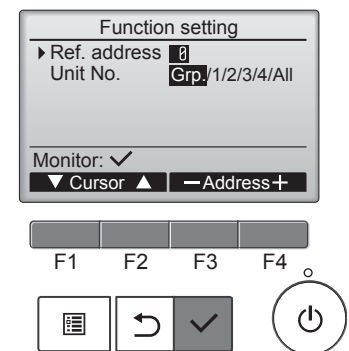 Function setting
Ref. address 0
Unit No. Grp./1/2/3/4/All
Monitor: ✓
▼ Cursor ▲ −Address+
F1 F2 F3 F4